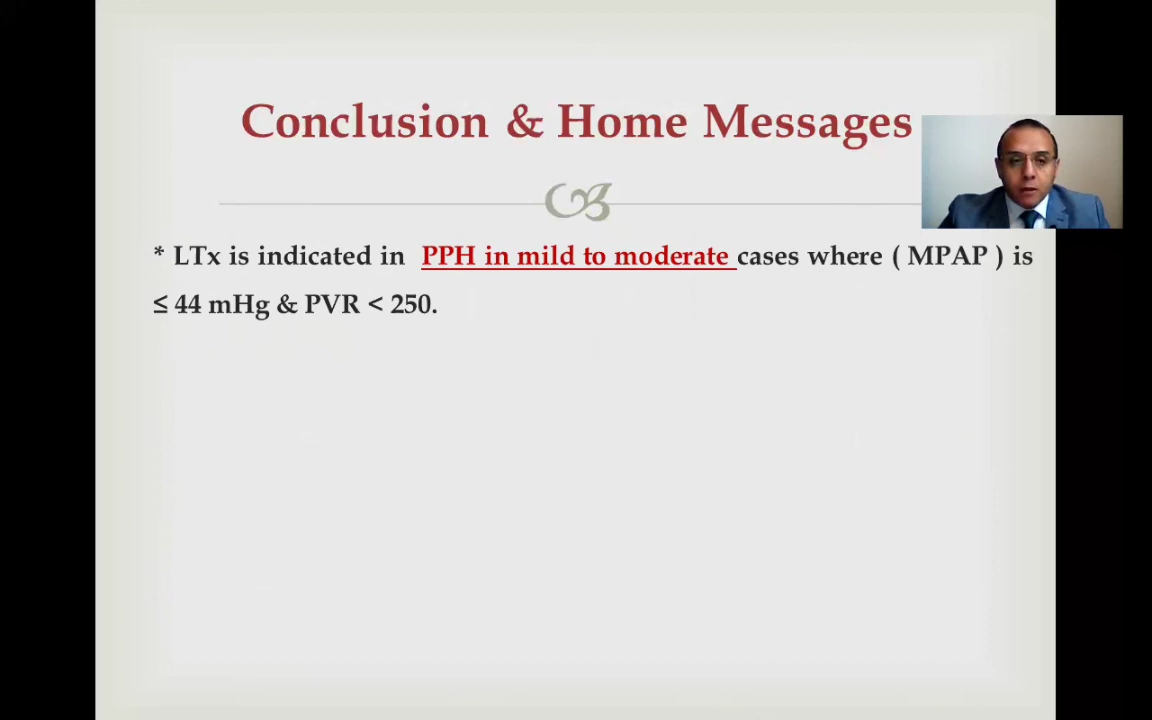 Conclusion & Home Messages
* LTx is indicated in PPH in mild to moderate cases where ( MPAP ) is
≤ 44 mHg & PVR < 250.